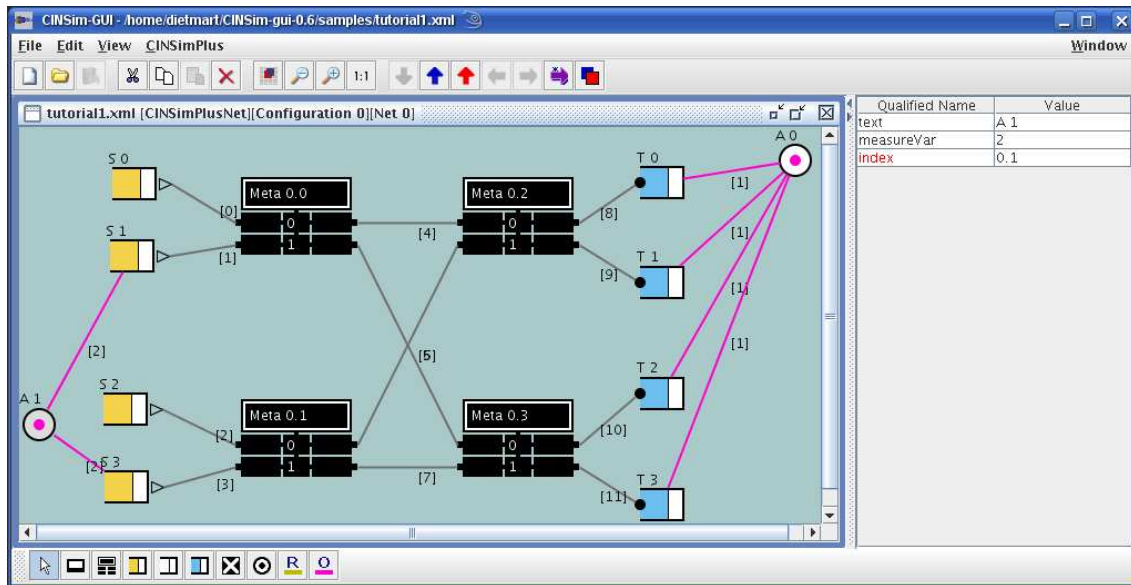 CINSim-GUI - /home/dietmart/CINSim-gui-0.6/samples/tutorial1.xml
File Edit View CINSimPlus Window
1:1
tutorial1.xml [CINSimPlusNet][Configuration 0][Net 0]
Qualified Name Value
text A 1
measureVar 2
index 0.1
A 0
S 0 T 0
Meta 0.0 Meta 0.2
[1]
[0] 0 0 [8]
S 1 [4] [1]
1 1
[1] T 1
[9]
[1]
[2] [5] [1]
T 2
S 2
A 1
Meta 0.1 Meta 0.3
[2] [10]
0 0
[2] S 3 1 1
[3] [7] T 3
[11]
R O